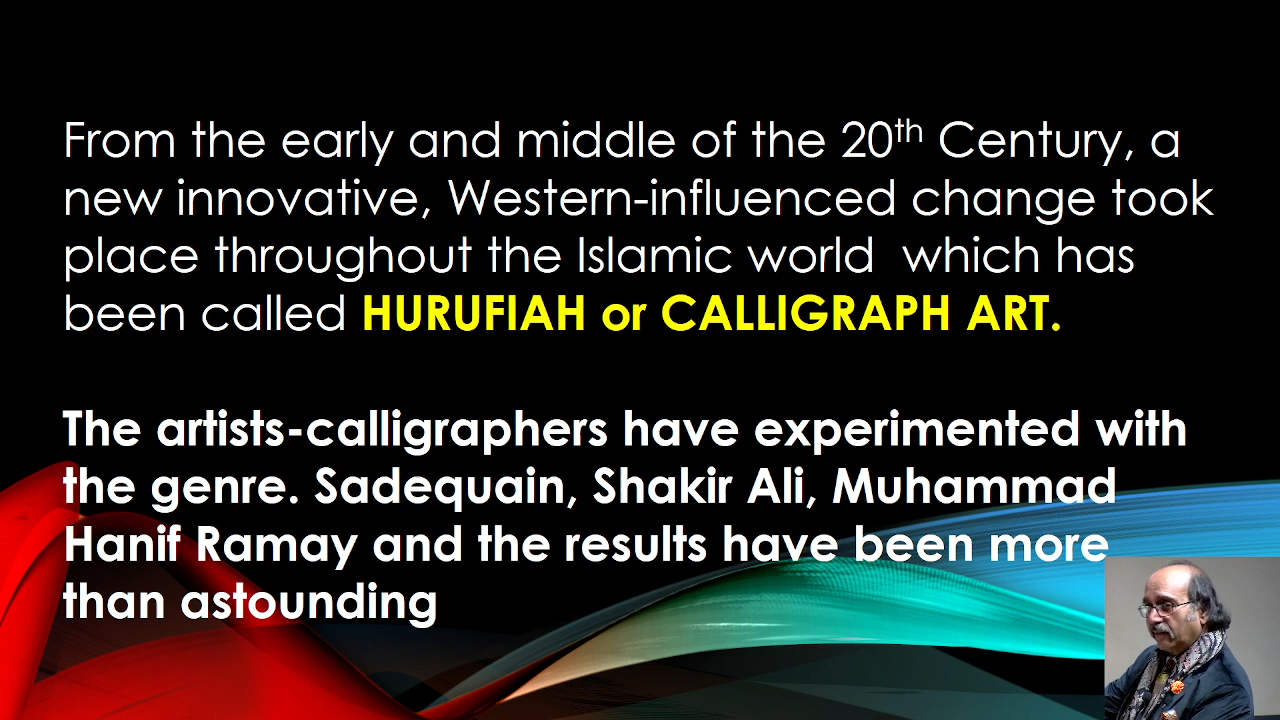 From the early and middle of the 20th Century, a
new innovative, Western-influenced change took
place throughout the Islamic world  which has
been called HURUFIAH or CALLIGRAPH ART.
The artists-calligraphers have experimented with
the genre. Sadequain, Shakir Ali, Muhammad
Hanif Ramay and the results have been more
than astounding